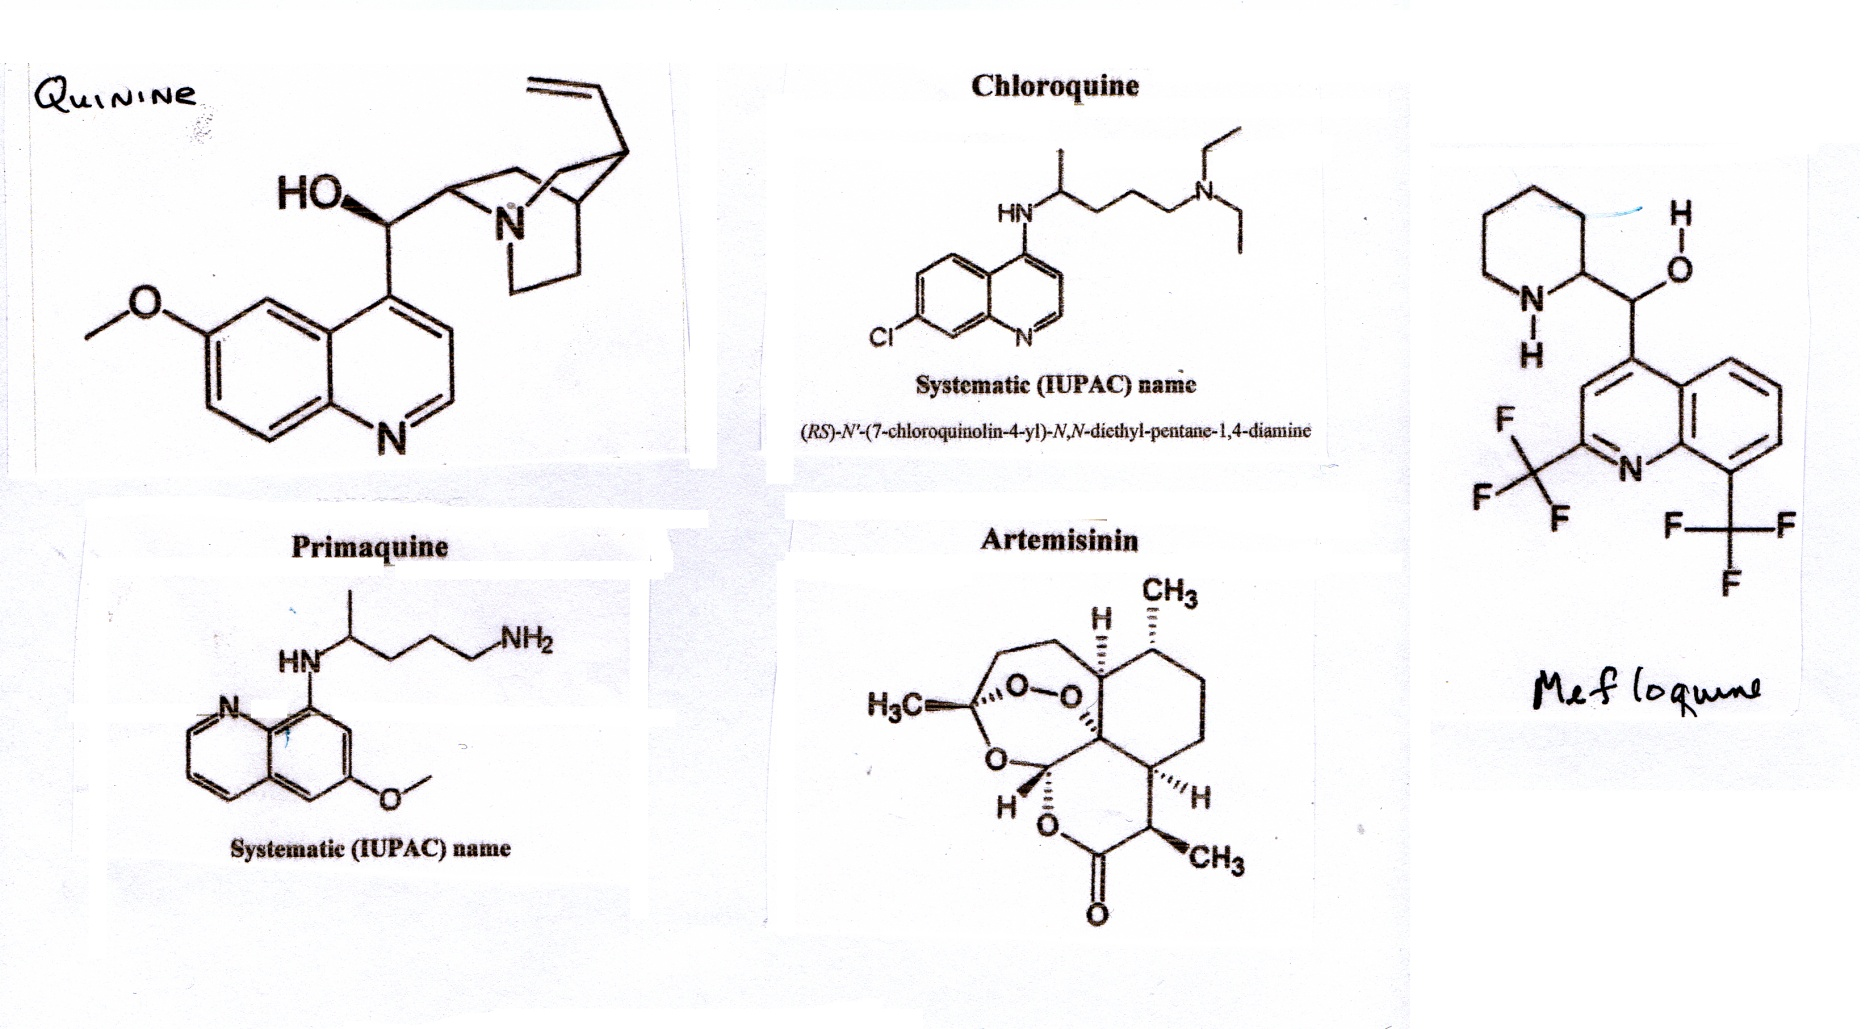 QUININE
HO
N
O
N
Chloroquine
HN
N
Cl
N
Systematic (IUPAC) name
(RS)-N'-(7-chloroquinolin-4-yl)-N,N-diethyl-pentane-1,4-diamine
H
O
N
H
F
F
F
N
F
F
F
Mefloquine
Primaquine
NH2
HN
N
O
Systematic (IUPAC) name
Artemisinin
CH3
H
O
O
H3C
O
H
H
O
CH3
O